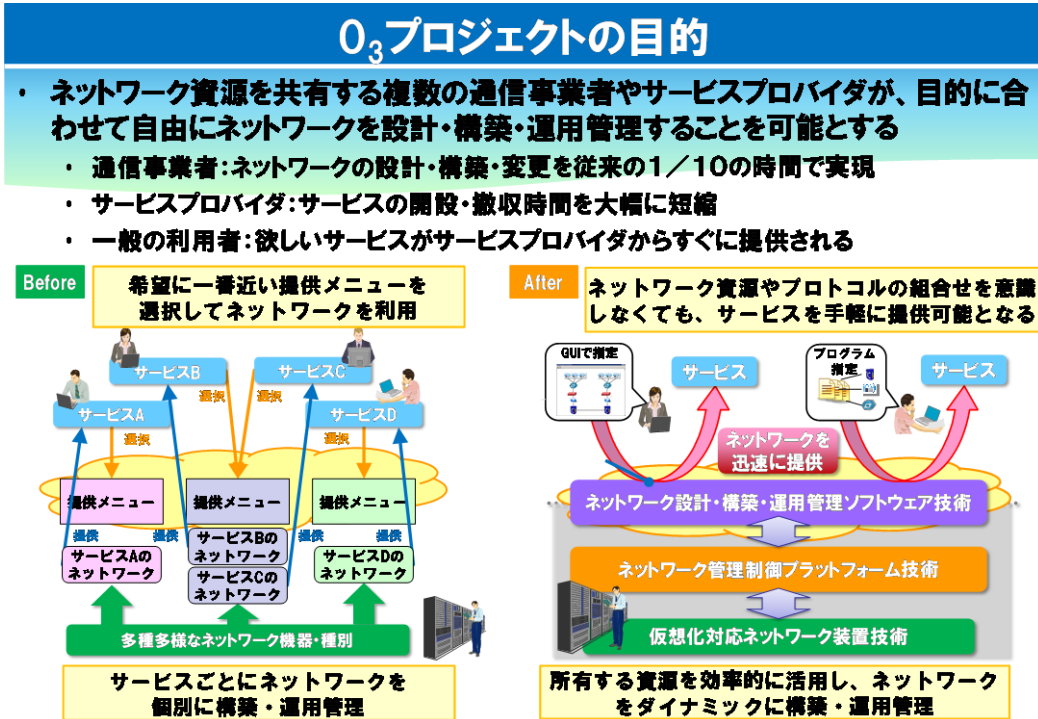 O₃プロジェクトの目的
・ネットワーク資源を共有する複数の通信事業者やサービスプロバイダが、目的に合
わせて自由にネットワークを設計・構築・運用管理することを可能とする
・通信事業者:ネットワークの設計・構築・変更を従来の1/10の時間で実現
・サービスプロバイダ:サービスの開設・撤収時間を大幅に短縮
・一般の利用者:欲しいサービスがサービスプロバイダからすぐに提供される
Before
希望に一番近い提供メニューを
選択してネットワークを利用
サービスB
サービスC
選択
選択
サービスA
サービスD
選択
選択
提供メニュー
提供メニュー
提供メニュー
提供
提供
提供
提供
サービスAの
ネットワーク
サービスBの
ネットワーク
サービスCの
ネットワーク
サービスDの
ネットワーク
多種多様なネットワーク機器・種別
サービスごとにネットワークを
個別に構築・運用管理
After
ネットワーク資源やプロトコルの組合せを意識
しなくても、サービスを手軽に提供可能となる
GUIで指定
サービス
プログラム
指定
サービス
ネットワークを
迅速に提供
ネットワーク設計・構築・運用管理ソフトウェア技術
ネットワーク管理制御プラットフォーム技術
仮想化対応ネットワーク装置技術
所有する資源を効率的に活用し、ネットワーク
をダイナミックに構築・運用管理